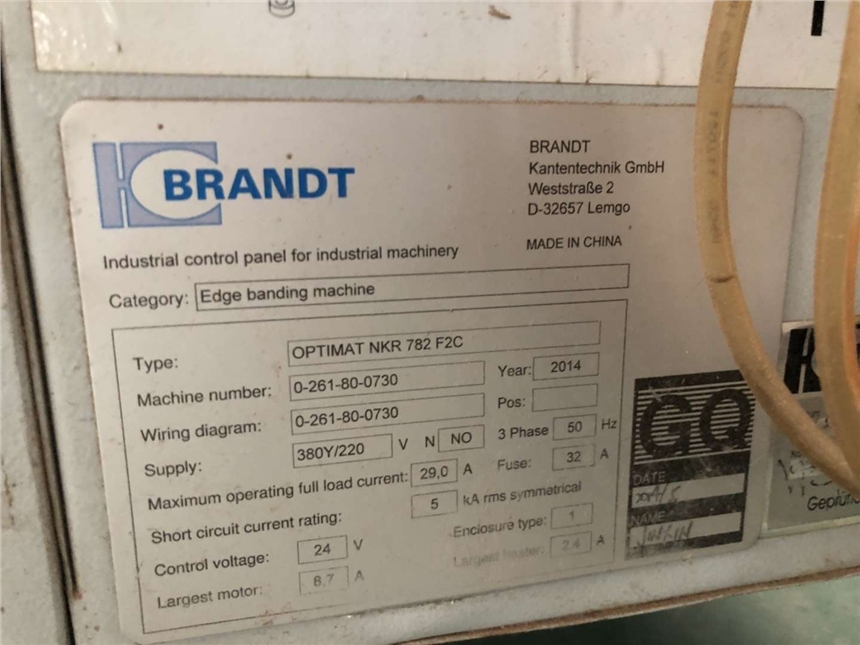 BRANDT
BRANDT
Kantentechnik GmbH
Weststraße 2
D-32657 Lemgo
MADE IN CHINA
Industrial control panel for industrial machinery
Category: Edge banding machine
Type: OPTIMAT NKR 782 F2C
Machine number: 0-261-80-0730 Year: 2014
Wiring diagram: 0-261-80-0730 Pos:
Supply: 380Y/220 V N NO 3 Phase 50 Hz
Maximum operating full load current: 29,0 A Fuse: 32 A
Short circuit current rating: 5 kA rms symmetrical
Control voltage: 24 V Enclosure type: 1
Largest motor: 8,7 A Largest heater: 2.4 A
GQ
DATE
NAME